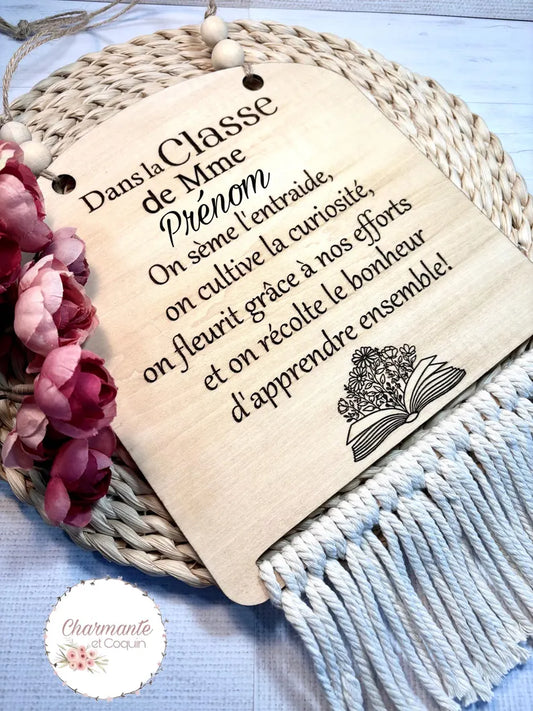 Dans la Classe
de Mme
Prénom
On sème l'entraide,
on cultive la curiosité,
on fleurit grâce à nos efforts
et on récolte le bonheur
d'apprendre ensemble!
Charmante
et Coquin